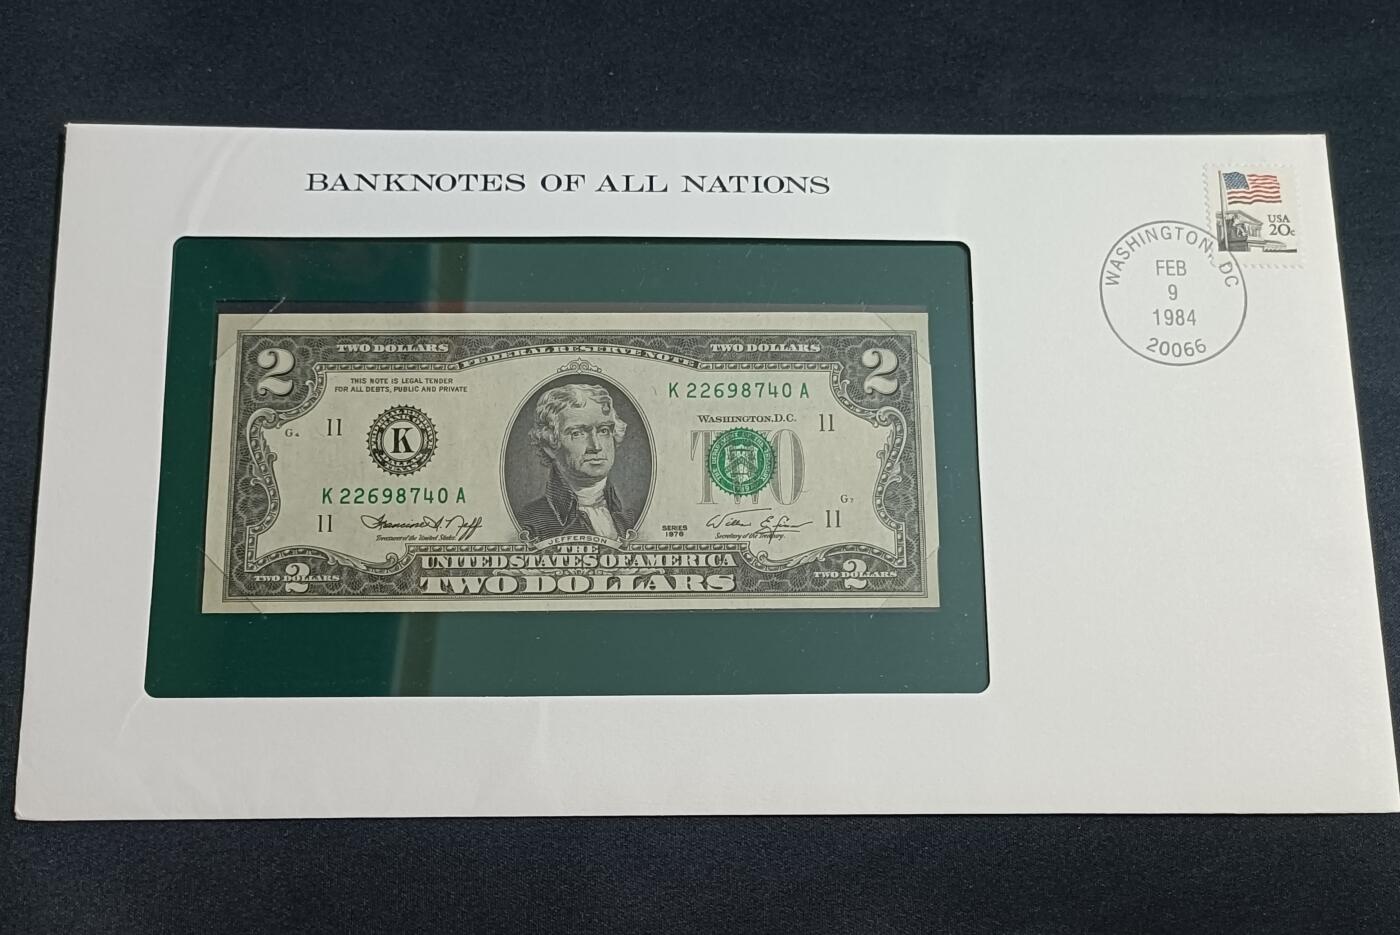 BANKNOTES OF ALL NATIONS
USA
20c
WASHINGTON, DC
FEB
9
1984
20066
2 TWO DOLLARS FEDERAL RESERVE NOTE TWO DOLLARS 2
THIS NOTE IS LEGAL TENDER
FOR ALL DEBTS, PUBLIC AND PRIVATE
K 22698740 A
WASHINGTON, D.C.
G4 11 K TWO 11
K 22698740 A
G7
11 11
Treasurer of the United States.
SERIES
1976
Secretary of the Treasury.
JEFFERSON
THE
UNITED STATES OF AMERICA
TWO DOLLARS 2 TWO DOLLARS TWO DOLLARS 2